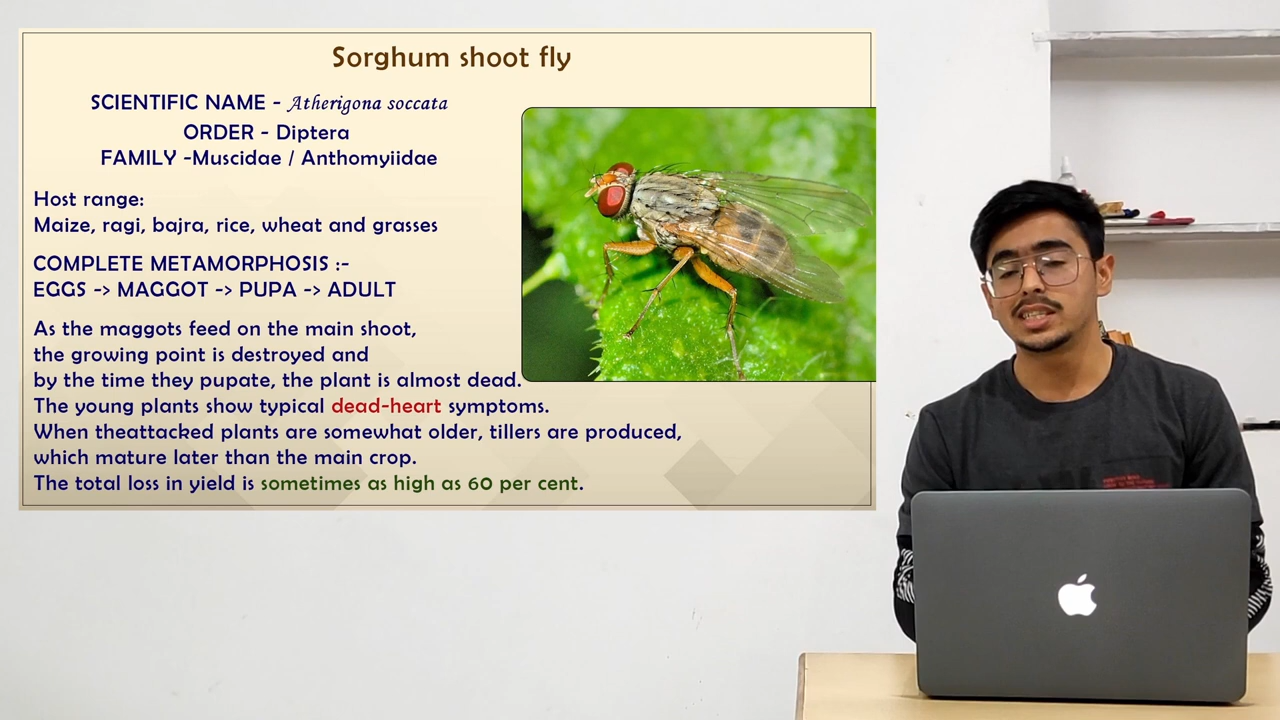 Sorghum shoot fly
SCIENTIFIC NAME - Atherigona soccata
ORDER - Diptera
FAMILY -Muscidae / Anthomyiidae
Host range:
Maize, ragi, bajra, rice, wheat and grasses
COMPLETE METAMORPHOSIS :-
EGGS -> MAGGOT -> PUPA -> ADULT
As the maggots feed on the main shoot,
the growing point is destroyed and
by the time they pupate, the plant is almost dead.
The young plants show typical dead-heart symptoms.
When theattacked plants are somewhat older, tillers are produced,
which mature later than the main crop.
The total loss in yield is sometimes as high as 60 per cent.